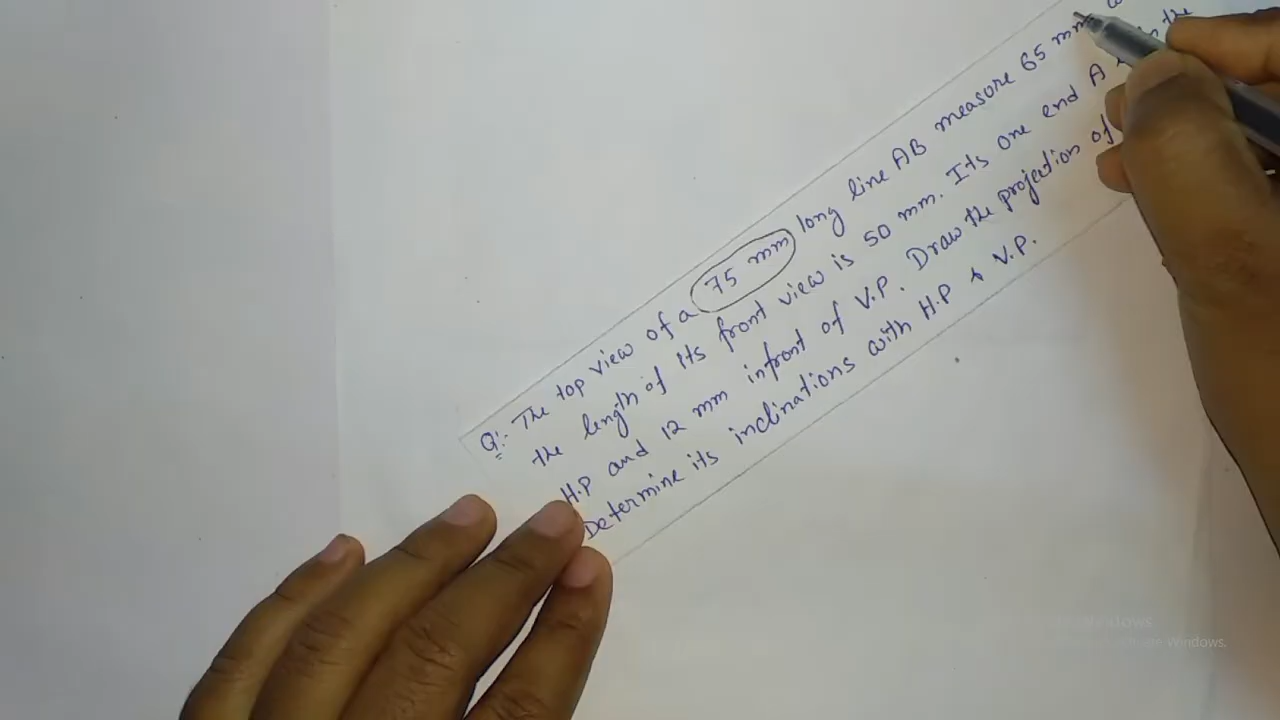 Q:- The top view of a 75 mm long line AB measure 65 mm
the length of its front view is 50 mm. Its one end A the
H.P and 12 mm infront of V.P. Draw the projection of
Determine its inclinations with H.P & V.P.